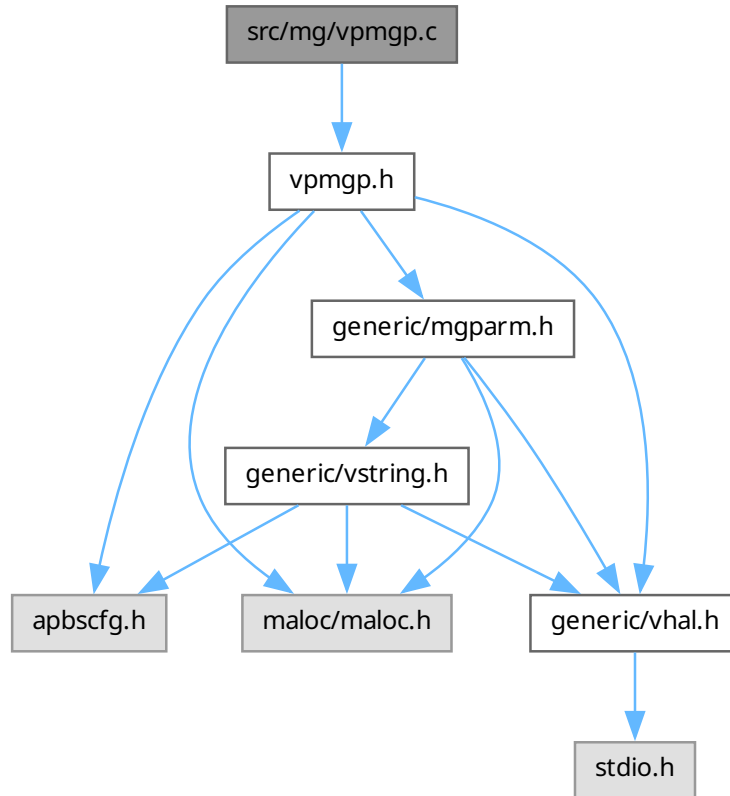 src/mg/vpmgp.c
vpmgp.h
generic/mgparm.h
generic/vstring.h
apbscfg.h
maloc/maloc.h
generic/vhal.h
stdio.h